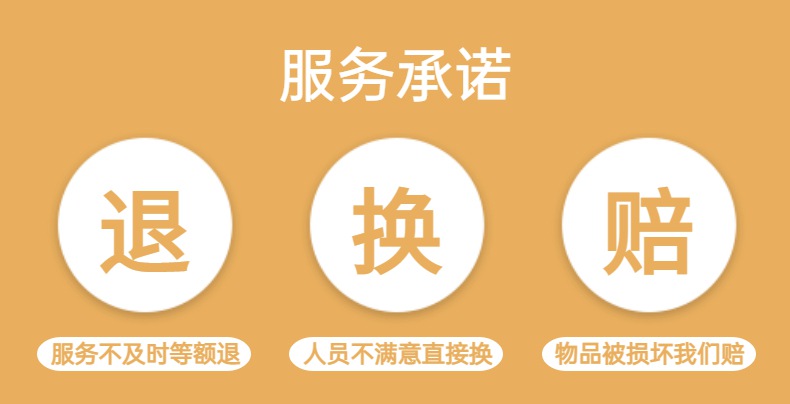 服务承诺
退
换
赔
服务不及时等额退
人员不满意直接换
物品被损坏我们赔